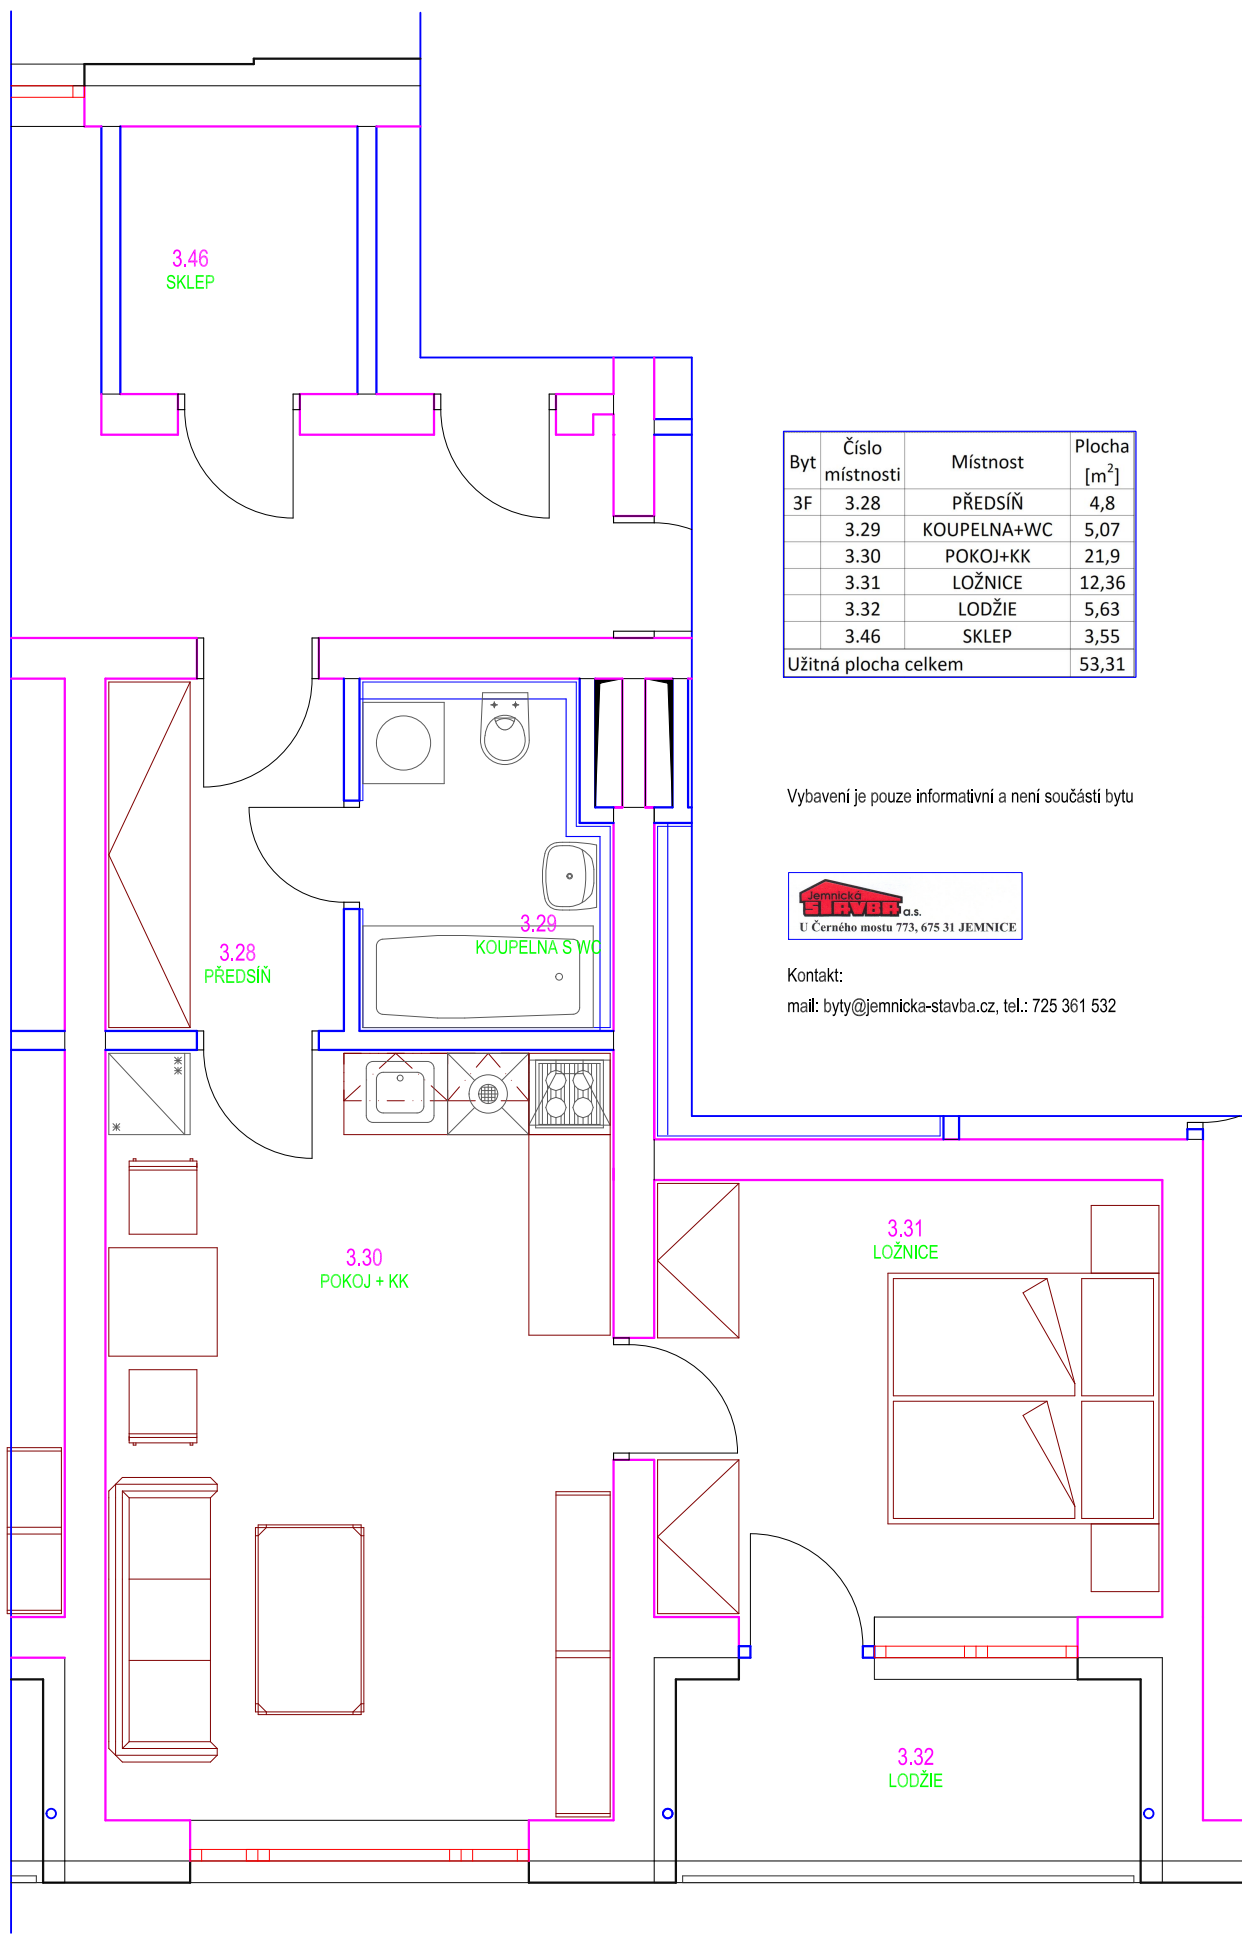 3.46
SKLEP
Byt Číslo místnosti Místnost Plocha [m²]
3F 3.28 PŘEDSÍŇ 4,8
3.29 KOUPELNA+WC 5,07
3.30 POKOJ+KK 21,9
3.31 LOŽNICE 12,36
3.32 LODŽIE 5,63
3.46 SKLEP 3,55
Užitná plocha celkem 53,31
Vybavení je pouze informativní a není součástí bytu
Jemnická
STAVBA a.s.
U Černého mostu 773, 675 31 JEMNICE
Kontakt:
mail: byty@jemnicka-stavba.cz, tel.: 725 361 532
3.29
KOUPELNA S WC
3.28
PŘEDSÍŇ
3.30
POKOJ + KK
3.31
LOŽNICE
3.32
LODŽIE